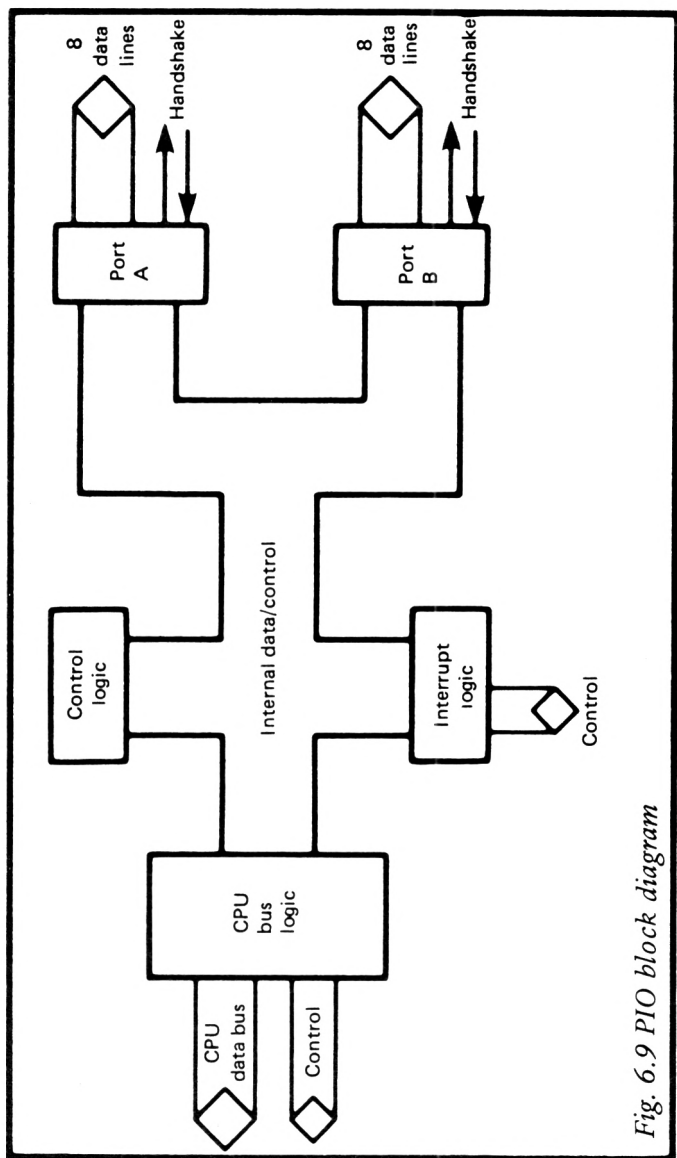 CPU
data bus
Control
CPU
bus
logic
Control
logic
Internal data/control
Interrupt
logic
Control
Port
A
8
data
lines
Handshake
Port
B
8
data
lines
Handshake
Fig. 6.9 PIO block diagram